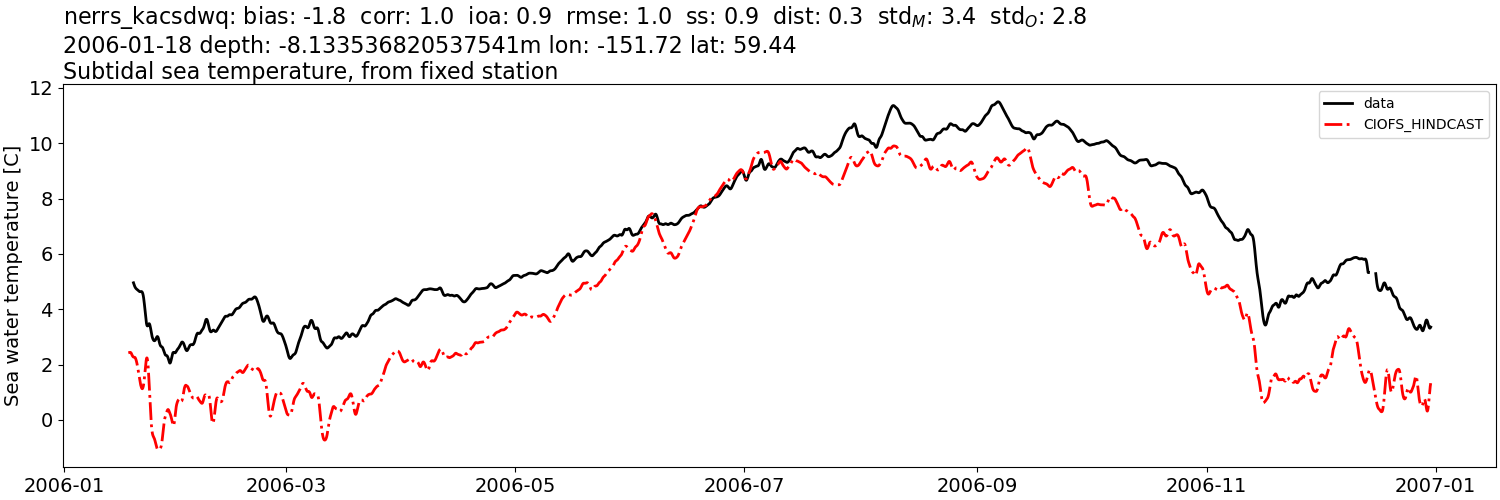 nerrs_kacsdwq: bias: -1.8 corr: 1.0 ioa: 0.9 rmse: 1.0 ss: 0.9 dist: 0.3 std_M: 3.4 std_O: 2.8
2006-01-18 depth: -8.133536820537541m lon: -151.72 lat: 59.44
Subtidal sea temperature, from fixed station
Sea water temperature [C]
12
10
8
6
4
2
0
data
CIOFS_HINDCAST
2006-01 2006-03 2006-05 2006-07 2006-09 2006-11 2007-01